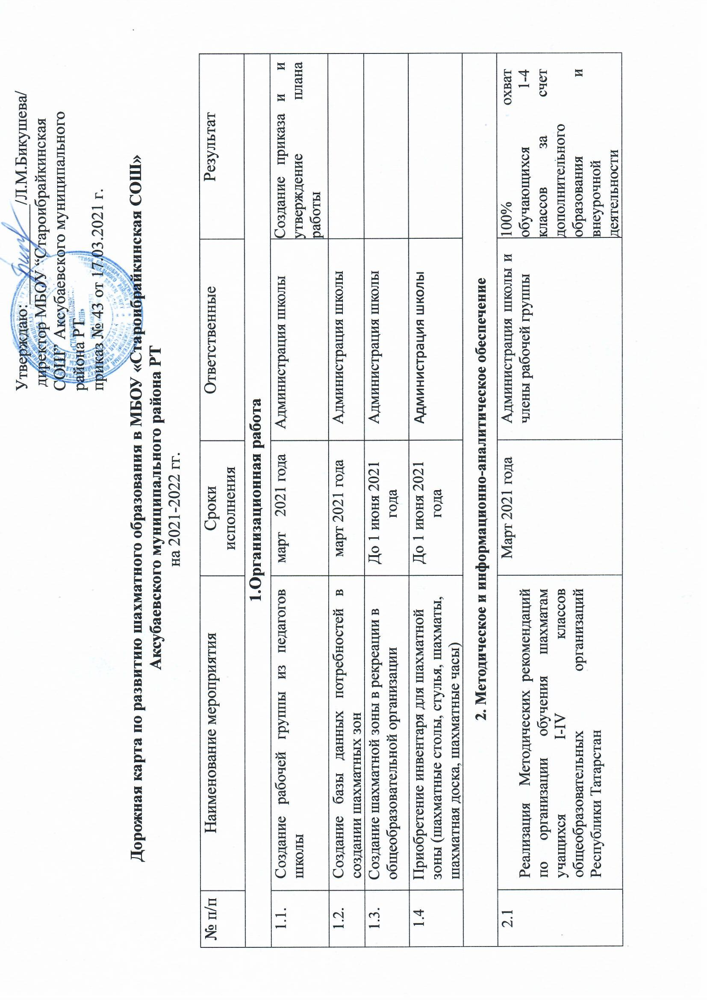 Утверждаю:____________/Л.М.Бикушева/
директор МБОУ “Староибрайкинская
СОШ” Аксубаевского муниципального
района РТ
приказ № 43 от 17.03.2021 г.
Дорожная карта по развитию шахматного образования в МБОУ «Староибрайкинская СОШ»
Аксубаевского муниципального района РТ
на 2021-2022 гг.
№ п/п
Наименование мероприятия
Сроки
исполнения
Ответственные
Результат
1.Организационная работа
1.1.
Создание рабочей группы из педагогов
школы
март 2021 года
Администрация школы
Создание приказа и и
утверждение плана
работы
1.2.
Создание базы данных потребностей в
создании шахматных зон
март 2021 года
Администрация школы
1.3.
Создание шахматной зоны в рекреации в
общеобразовательной организации
До 1 июня 2021
года
Администрация школы
1.4
Приобретение инвентаря для шахматной
зоны (шахматные столы, стулья, шахматы,
шахматная доска, шахматные часы)
До 1 июня 2021
года
Администрация школы
2. Методическое и информационно-аналитическое обеспечение
2.1
Реализация Методических рекомендаций
по организации обучения шахматам
учащихся I-IV классов
общеобразовательных организаций
Республики Татарстан
Март 2021 года
Администрация школы и
члены рабочей группы
100% охват
обучающихся 1-4
классов за счет
дополнительного
образования и
внеурочной
деятельности